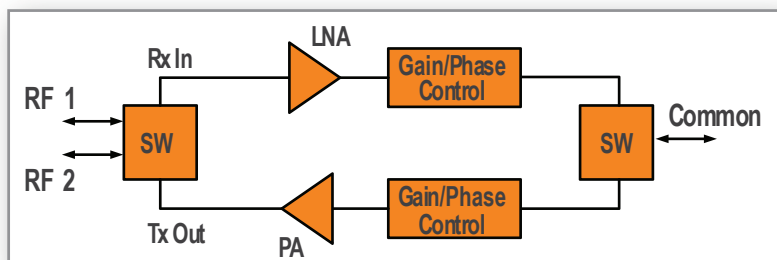 LNA
Rx In
Gain/Phase
Control
RF 1
SW
SW
Common
RF 2
Gain/Phase
Control
Tx Out
PA